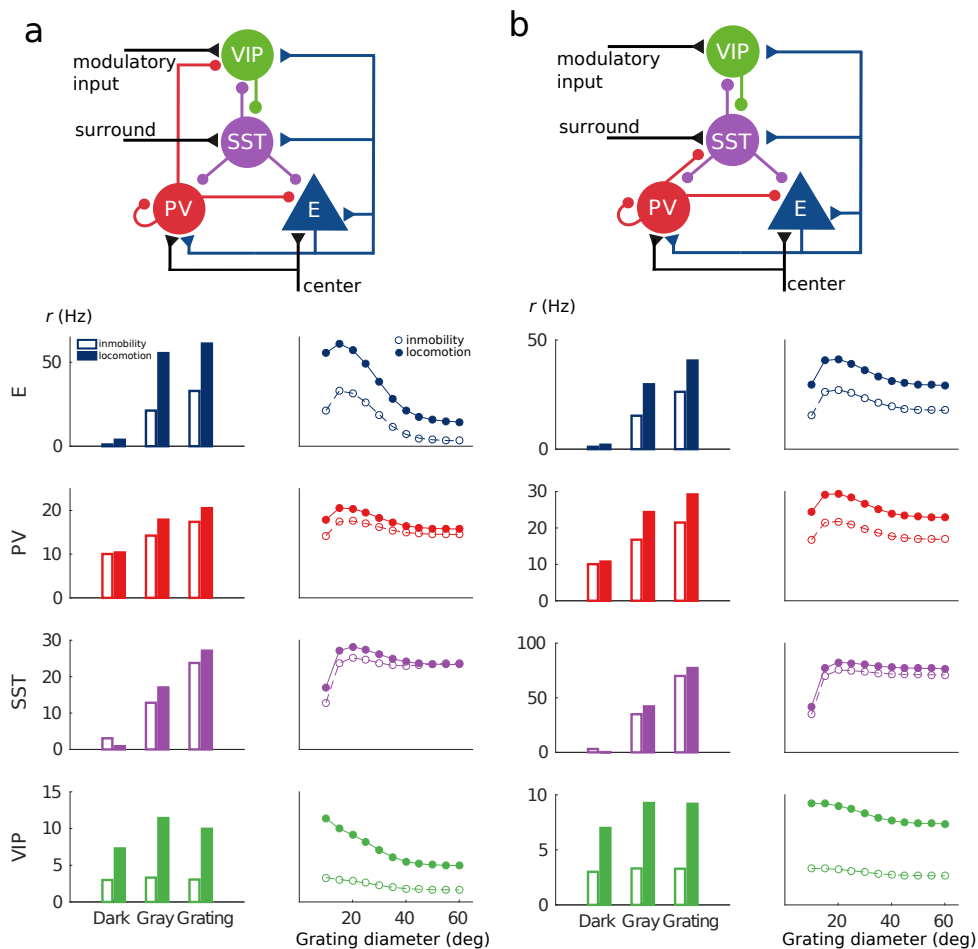 a
VIP
modulatory
input
surround
SST
PV
E
center
b
VIP
modulatory
input
surround
SST
PV
E
center
r (Hz)
E
50
0
inmobility
locomotion
inmobility
locomotion
PV
20
10
0
SST
30
20
10
0
VIP
15
10
5
0
Dark Gray Grating
20 40 60
Grating diameter (deg)
r (Hz)
50
0
inmobility
locomotion
30
20
10
0
100
50
0
10
5
0
Dark Gray Grating
20 40 60
Grating diameter (deg)